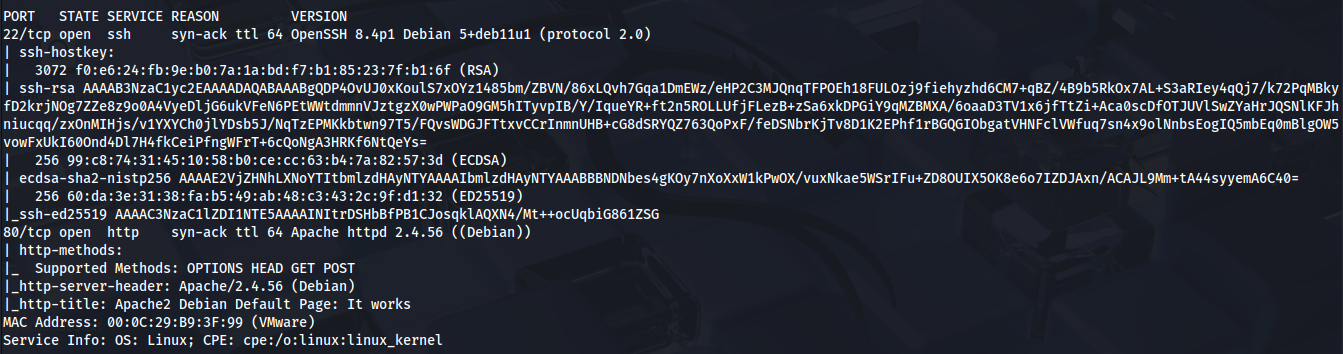 PORT   STATE SERVICE REASON         VERSION
22/tcp open  ssh     syn-ack ttl 64 OpenSSH 8.4p1 Debian 5+deb11u1 (protocol 2.0)
| ssh-hostkey:
|   3072 f0:e6:24:fb:9e:b0:7a:1a:bd:f7:b1:85:23:7f:b1:6f (RSA)
| ssh-rsa AAAAB3NzaC1yc2EAAAADAQABAAABgQDP4OvUJ0xKoulS7xOYz1485bm/ZBVN/86xLQvh7Gqa1DmEWz/eHP2C3MJQnqTFPOEh18FULOzj9fiehyzhd6CM7+qBZ/4B9b5RkOx7AL+S3aRIey4qQj7/k72PqMBky
fD2krjNOg7ZZe8z9o0A4VyeDljG6ukVFeN6PEtWWtdmmnVJztgzX0wPWPaO9GM5hITyvpIB/Y/IqueYR+ft2n5ROLLUfjFLezB+zSa6xkDPGiY9qMZBMXA/6oaaD3TV1x6jfTtZi+Aca0scDfOTJUVlSwZYaHrJQSNlKFJh
niucqq/zxOnMIHjs/v1YXYCh0jlYDsb5J/NqTzEPMKkbtwn97T5/FQvsWDGJFTtxvCCrInmnUHB+cG8dSRYQZ763QoPxF/feDSNbrKjTv8D1K2EPhf1rBGQGIObgatVHNFclVWfuq7sn4x9olNnbsEogIQ5mbEq0mBlgOW5
vowFxUkI60Ond4Dl7H4fkCeiPfngWFrT+6cQoNgA3HRKf6NtQeYs=
|   256 99:c8:74:31:45:10:58:b0:ce:cc:63:b4:7a:82:57:3d (ECDSA)
| ecdsa-sha2-nistp256 AAAAE2VjZHNhLXNoYTItbmlzdHAyNTYAAAAIbmlzdHAyNTYAAABBBNDNbes4gKOy7nXoXxW1kPwOX/vuxNkae5WSrIFu+ZD8OUIX5OK8e6o7IZDJAxn/ACAJL9Mm+tA44syyemA6C40=
|   256 60:da:3e:31:38:fa:b5:49:ab:48:c3:43:2c:9f:d1:32 (ED25519)
|_ssh-ed25519 AAAAC3NzaC1lZDI1NTE5AAAAINItrDSHbBfPB1CJosqklAQXN4/Mt++ocUqbiG861ZSG
80/tcp open  http    syn-ack ttl 64 Apache httpd 2.4.56 ((Debian))
| http-methods:
|_  Supported Methods: OPTIONS HEAD GET POST
|_http-server-header: Apache/2.4.56 (Debian)
|_http-title: Apache2 Debian Default Page: It works
MAC Address: 00:0C:29:B9:3F:99 (VMware)
Service Info: OS: Linux; CPE: cpe:/o:linux:linux_kernel